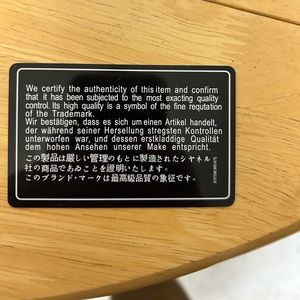 We certify the authenticity of this item and confirm
that it has been subjected to the most exacting quality
control. Its high quality is a symbol of the fine requtation
of the Trademark.
Wir bestätigen, dass es sich um einen Artikel handelt,
der während seiner Hersellung stregsten Kontrollen
unterworfen war, und dessen erstkladdige Qualität
dem hohen Ansehen unserer Make entspricht.
この製品は厳しい管理のもとに製造されたシャネル
社の商品であることを証明いたします。
このブランド・マークは最高級品質の象征です。